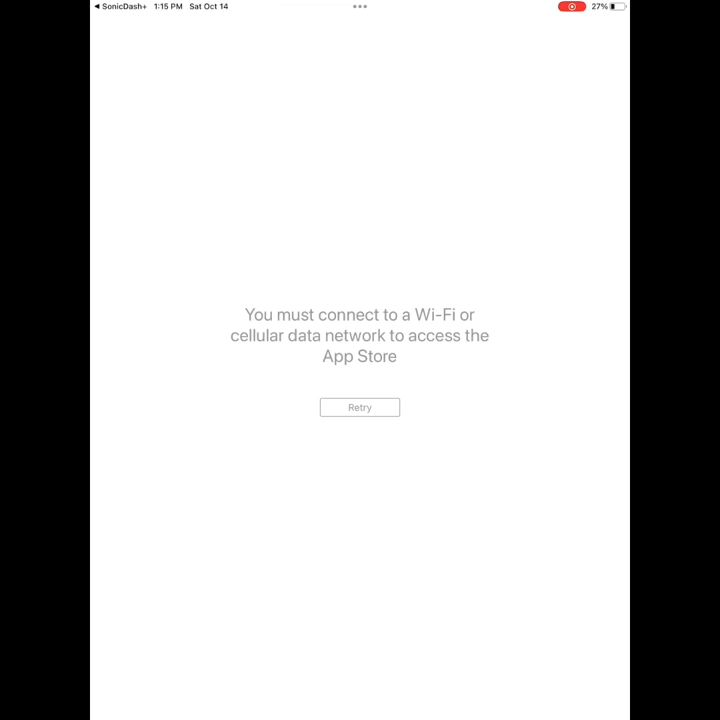 ◀ SonicDash+ 1:15 PM Sat Oct 14 27%
You must connect to a Wi-Fi or
cellular data network to access the
App Store
Retry